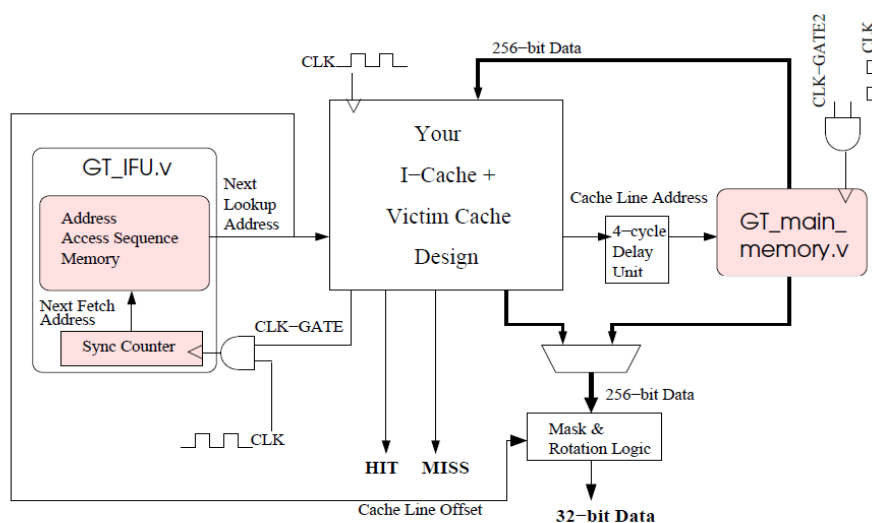 256-bit Data
CLK
CLK-GATE2
CLK
Your
I-Cache +
Victim Cache
Design
GT_IFU.v
Address
Access Sequence
Memory
Next
Lookup
Address
Cache Line Address
4-cycle
Delay
Unit
GT_main_
memory.v
Next Fetch
Address
CLK-GATE
Sync Counter
CLK
256-bit Data
Mask &
Rotation Logic
HIT
MISS
Cache Line Offset
32-bit Data